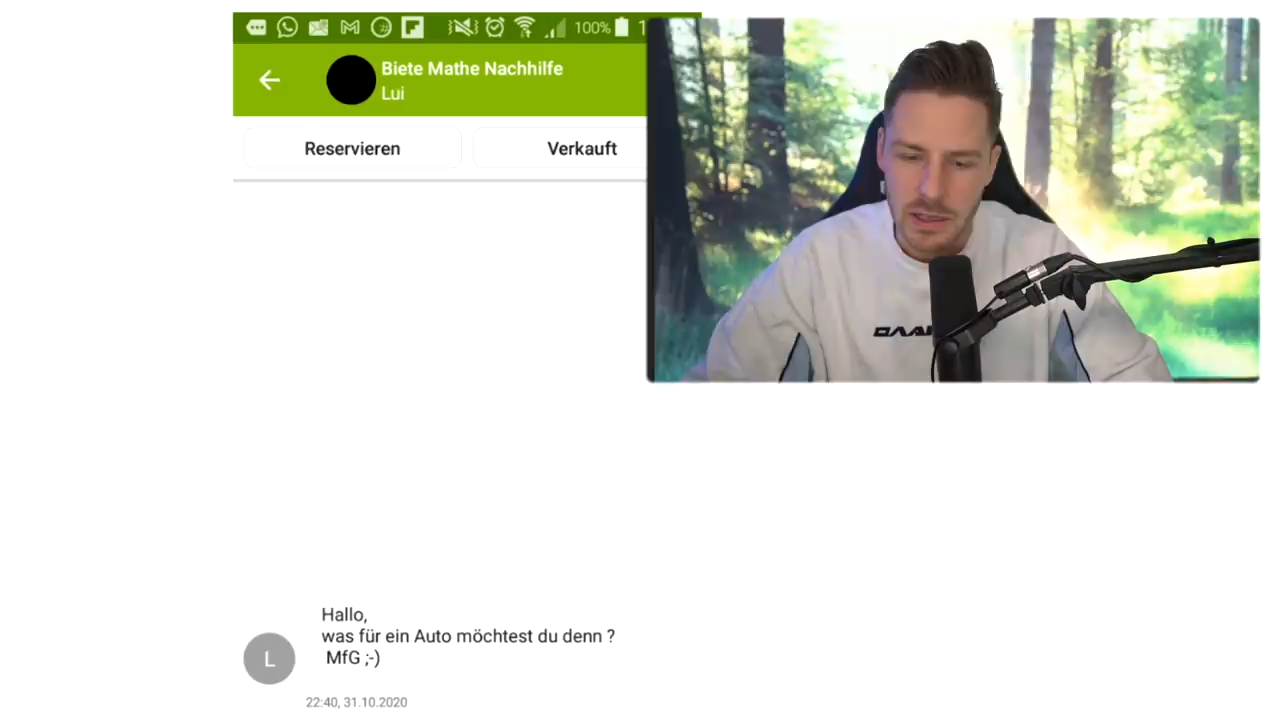 100% 1
Biete Mathe Nachhilfe
Lui
Reservieren
Verkauft
Hallo,
was für ein Auto möchtest du denn ?
MfG ;-)
L
22:40, 31.10.2020